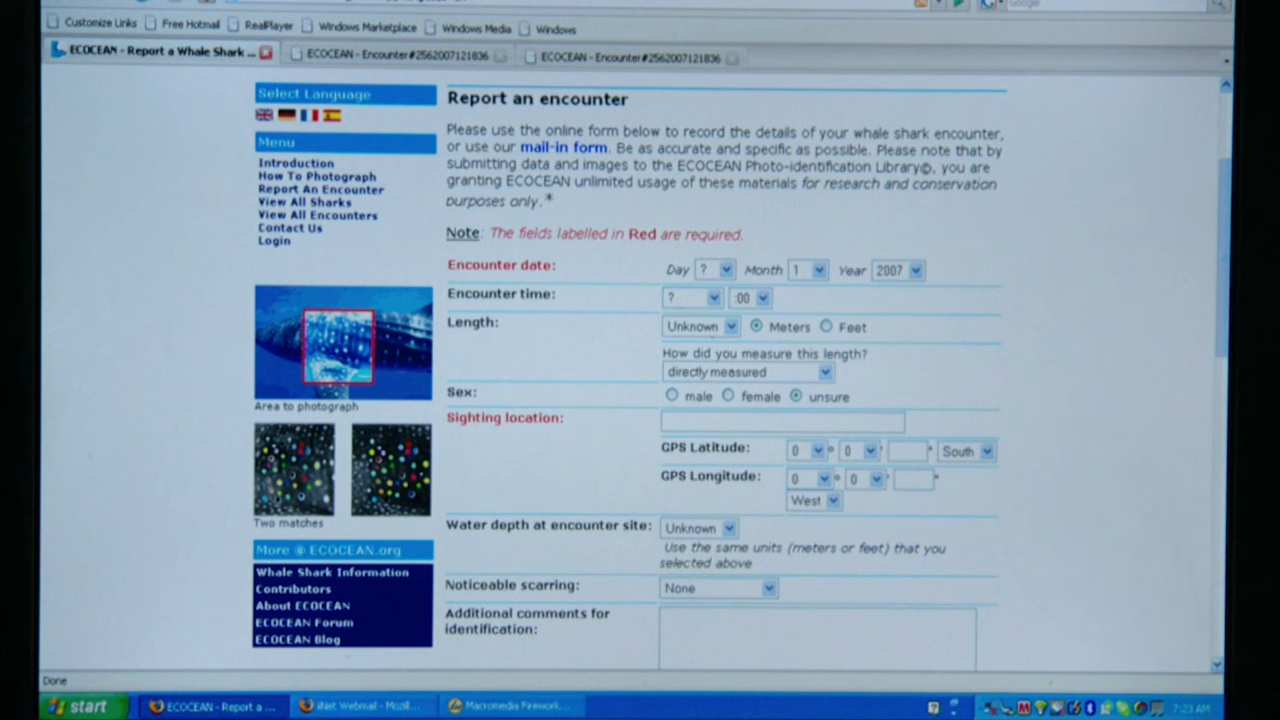 Customize Links Free Hotmail RealPlayer Windows Marketplace Windows Media Windows
ECOCEAN - Report a Whale Shark ... ECOCEAN - Encounter#2562007121836 ECOCEAN - Encounter#2562007121836
Select Language
Menu
Introduction
How To Photograph
Report An Encounter
View All Sharks
View All Encounters
Contact Us
Login
Area to photograph
Two matches
More @ ECOCEAN.org
Whale Shark Information
Contributors
About ECOCEAN
ECOCEAN Forum
ECOCEAN Blog
Report an encounter
Please use the online form below to record the details of your whale shark encounter,
or use our mail-in form. Be as accurate and specific as possible. Please note that by
submitting data and images to the ECOCEAN Photo-identification Library©, you are
granting ECOCEAN unlimited usage of these materials for research and conservation
purposes only.*
Note: The fields labelled in Red are required.
Encounter date: Day ? Month 1 Year 2007
Encounter time: ? :00
Length: Unknown Meters Feet
How did you measure this length?
directly measured
Sex: male female unsure
Sighting location:
GPS Latitude: 0 ° 0 ' " South
GPS Longitude: 0 ° 0 ' "
West
Water depth at encounter site: Unknown
Use the same units (meters or feet) that you
selected above
Noticeable scarring: None
Additional comments for
identification:
Done
start ECOCEAN - Report a ... iiNet Webmail - Mozil... Macromedia Firework... 7:23 AM